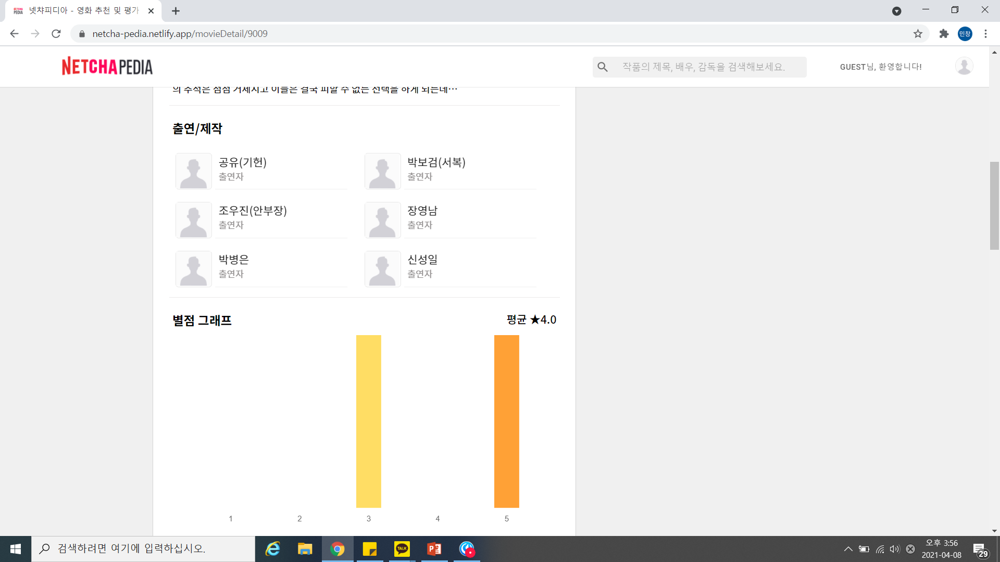 NETCHA PEDIA
넷챠피디아 - 영화 추천 및 평가
netcha-pedia.netlify.app/movieDetail/9009
민창
NETCHAPEDIA
작품의 제목, 배우, 감독을 검색해보세요.
GUEST님, 환영합니다!
의 추적은 점점 거세지고 이들은 결국 피할 수 없는 선택을 하게 되는데…
출연/제작
공유(기헌)
출연자
박보검(서복)
출연자
조우진(안부장)
출연자
장영남
출연자
박병은
출연자
신성일
출연자
별점 그래프
평균 ★4.0
1 2 3 4 5
검색하려면 여기에 입력하십시오.
TALK
오후 3:56
2021-04-08
29